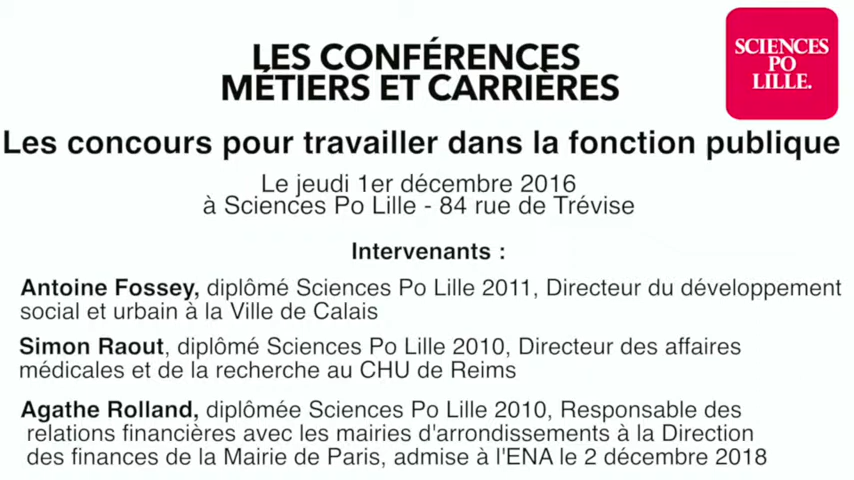 SCIENCES
PO
LILLE.
LES CONFÉRENCES
MÉTIERS ET CARRIÈRES
Les concours pour travailler dans la fonction publique
Le jeudi 1er décembre 2016
à Sciences Po Lille - 84 rue de Trévise
Intervenants :
Antoine Fossey, diplômé Sciences Po Lille 2011, Directeur du développement
social et urbain à la Ville de Calais
Simon Raout, diplômé Sciences Po Lille 2010, Directeur des affaires
médicales et de la recherche au CHU de Reims
Agathe Rolland, diplômée Sciences Po Lille 2010, Responsable des
relations financières avec les mairies d'arrondissements à la Direction
des finances de la Mairie de Paris, admise à l'ENA le 2 décembre 2018